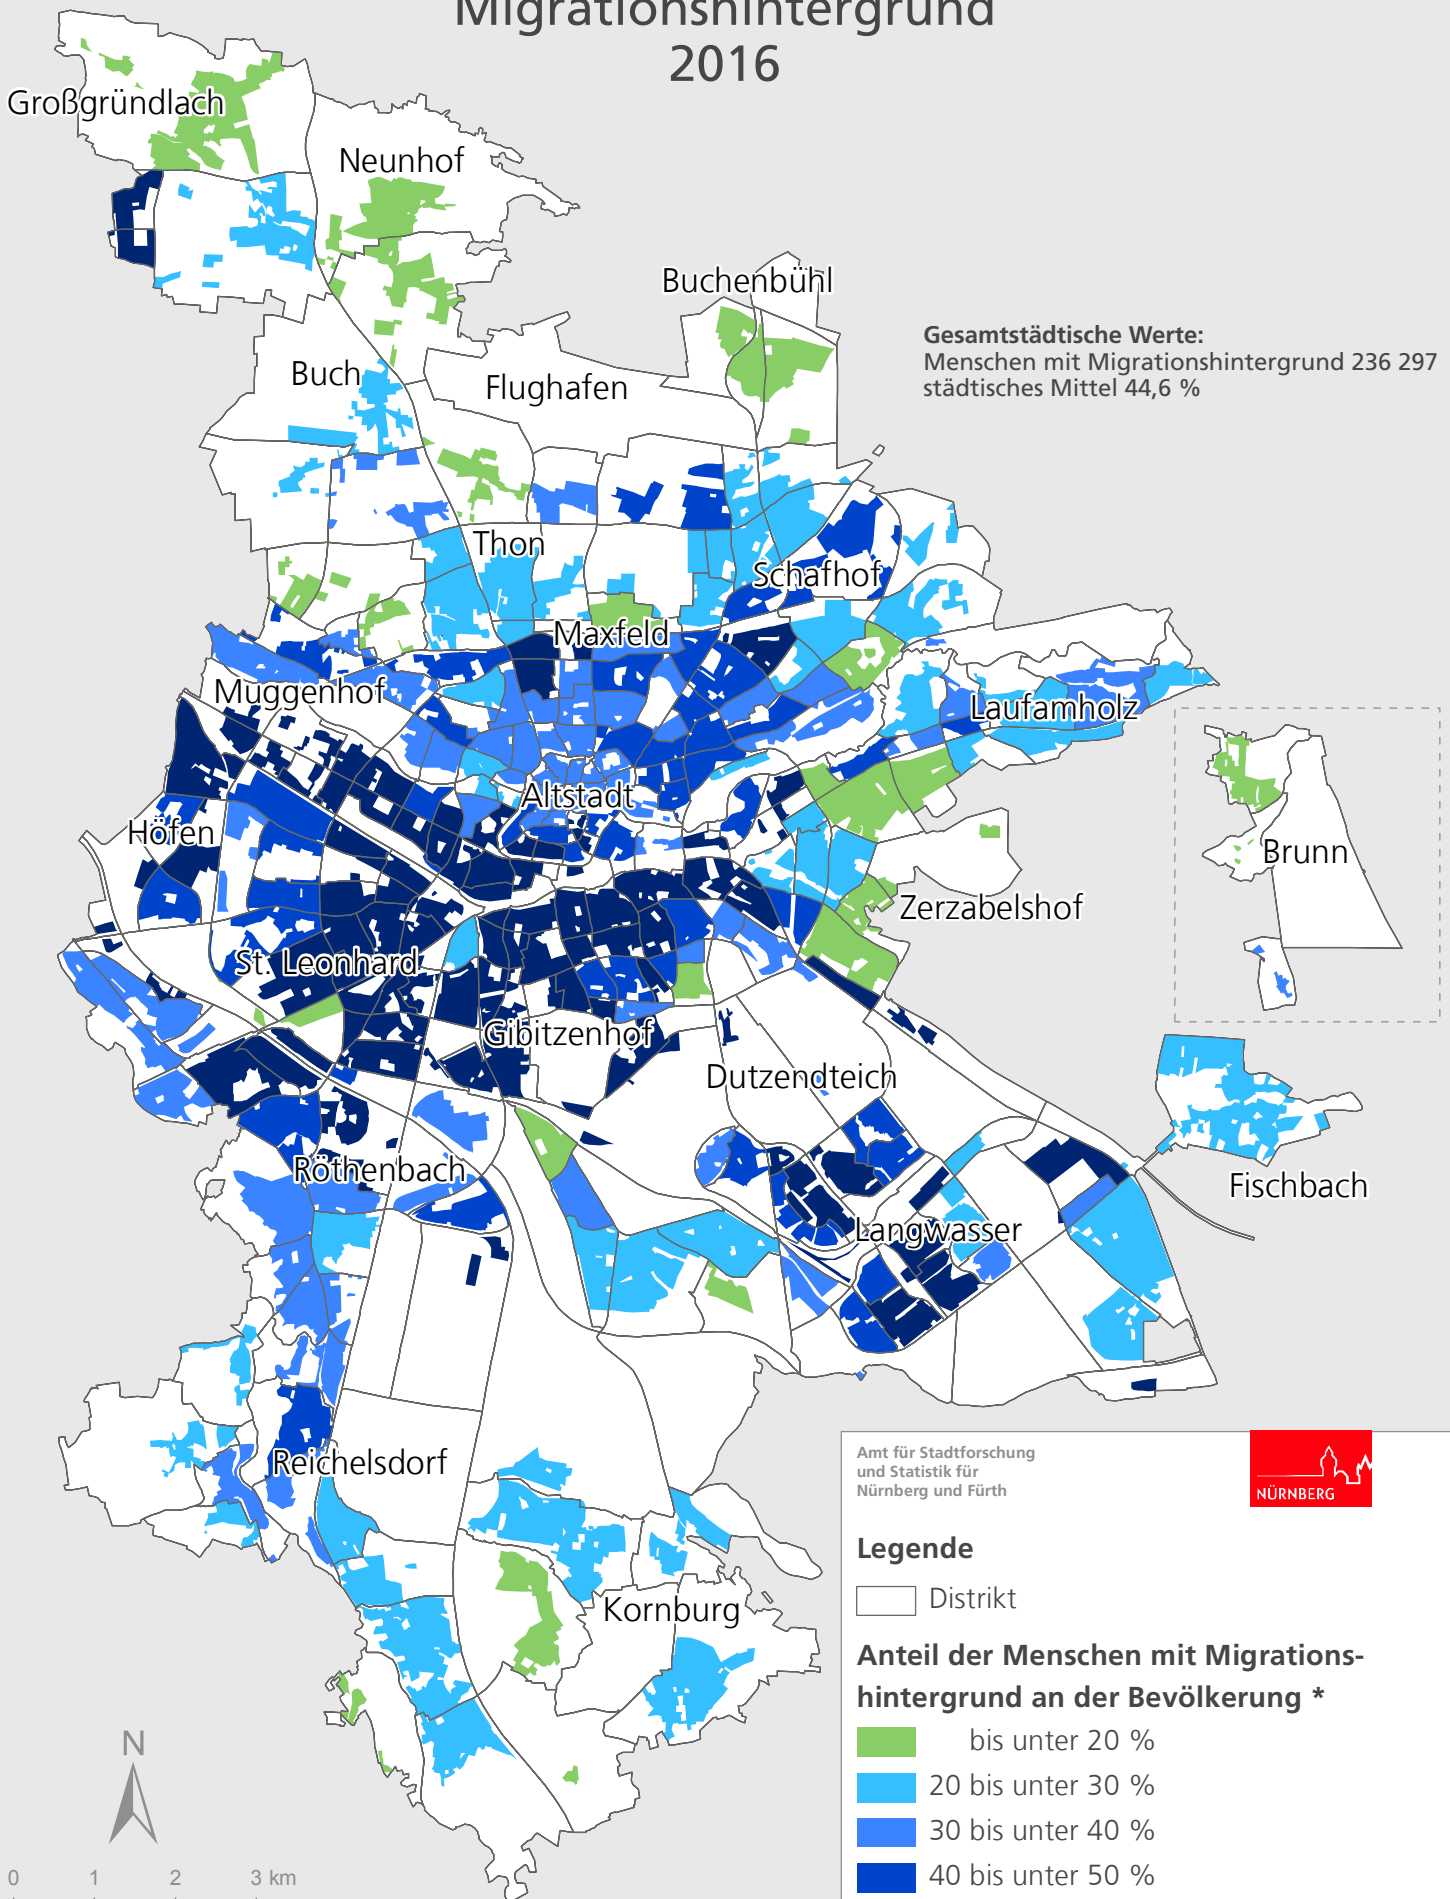 Migrationshintergrund
2016
Großgründlach
Neunhof
Buchenbühl
Gesamtstädtische Werte:
Menschen mit Migrationshintergrund 236 297
städtisches Mittel 44,6 %
Buch
Flughafen
Thon
Schafhof
Maxfeld
Muggenhof
Laufamholz
Altstadt
Höfen
Brunn
Zerzabelshof
St. Leonhard
Gibitzenhof
Dutzendteich
Röthenbach
Fischbach
Langwasser
Reichelsdorf
Kornburg
Amt für Stadtforschung
und Statistik für
Nürnberg und Fürth
NÜRNBERG
Legende
Distrikt
Anteil der Menschen mit Migrations-
hintergrund an der Bevölkerung *
bis unter 20 %
20 bis unter 30 %
30 bis unter 40 %
40 bis unter 50 %
N
0 1 2 3 km